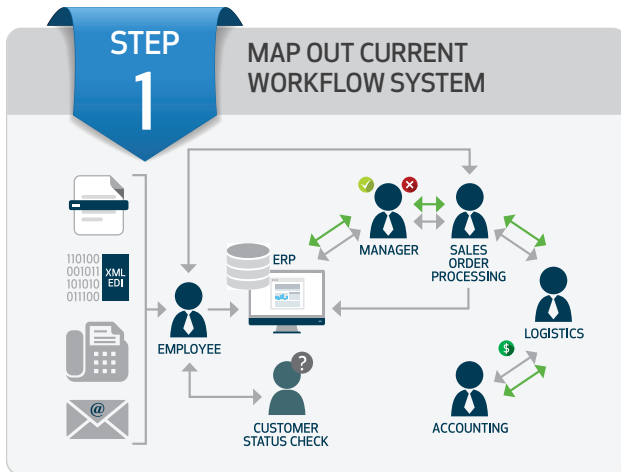 STEP
1
MAP OUT CURRENT
WORKFLOW SYSTEM
110100
001011
101010
011100
XML
EDI
@
EMPLOYEE
ERP
MANAGER
SALES
ORDER
PROCESSING
LOGISTICS
?
CUSTOMER
STATUS CHECK
$
ACCOUNTING